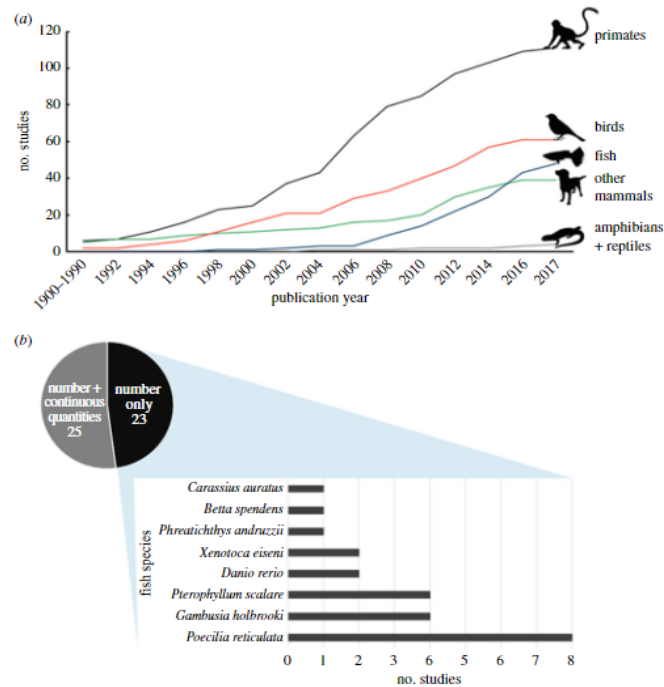 (a)
120
100
80
60
40
20
0
no. studies
primates
birds
fish
other
mammals
amphibians
+ reptiles
1900–1990
1992
1994
1996
1998
2000
2002
2004
2006
2008
2010
2012
2014
2016
2017
publication year
(b)
number +
continuous
quantities
25
number
only
23
fish species
Carassius auratus
Betta spendens
Phreatichthys andruzzii
Xenotoca eiseni
Danio rerio
Pterophyllum scalare
Gambusia holbrooki
Poecilia reticulata
0 1 2 3 6 6 7 8
no. studies